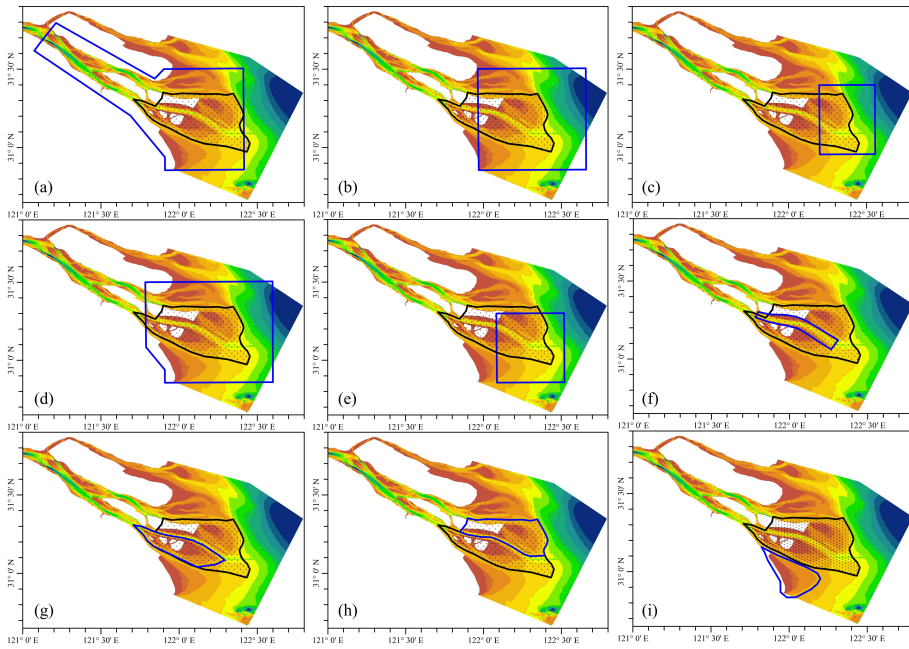 31° 30' N
31° 0' N
(a)
31° 30' N
31° 0' N
(b)
31° 30' N
31° 0' N
(c)
121° 0' E
121° 30'
122° 0' E
122° 30'
121° 0' E
121° 30'
122° 0' E
122° 30'
121° 0' E
121° 30'
122° 0' E
122° 30'
31° 30' N
31° 0' N
(d)
31° 30' N
31° 0' N
(e)
31° 30' N
31° 0' N
(f)
121° 0' E
121° 30'
122° 0' E
122° 30'
121° 0' E
121° 30'
122° 0' E
122° 30'
121° 0' E
121° 30'
122° 0' E
122° 30'
31° 30' N
31° 0' N
(g)
31° 30' N
31° 0' N
(h)
31° 30' N
31° 0' N
(i)
121° 0' E
121° 30'
122° 0' E
122° 30'
121° 0' E
121° 30'
122° 0' E
122° 30'
121° 0' E
121° 30'
122° 0' E
122° 30'